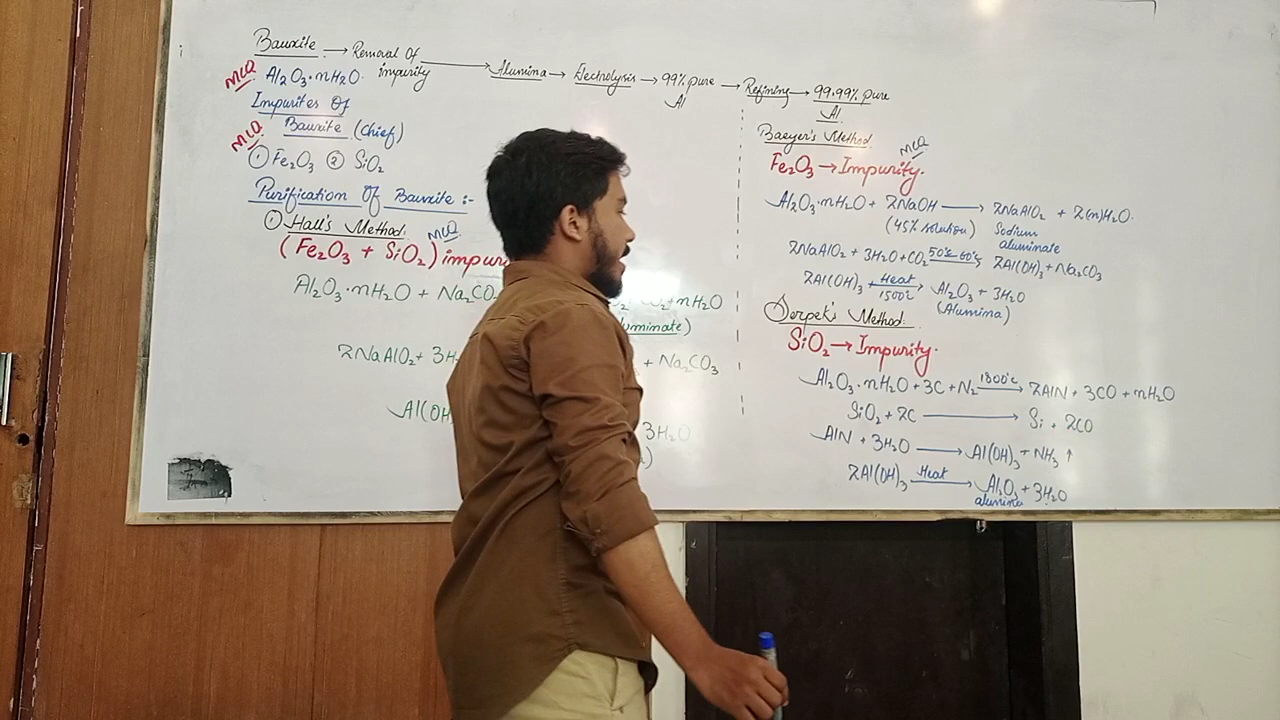 Bauxite → Removal Of impurity → Alumina → Electrolysis → 99% pure Al → Refining → 99.99% pure Al
MCQ Al₂O₃·nH₂O
Impurites Of
Bauxite (Chief)
MCQ ① Fe₂O₃ ② SiO₂
Purification Of Bauxite :-
① Hall's Method:
(Fe₂O₃ + SiO₂) impur
MCQ
Al₂O₃·nH₂O + Na₂CO
+ nH₂O
uminate)
2NaAlO₂ + 3H
+ Na₂CO₃
Al(OH)
3H₂O
Baeyer's Method
Fe₂O₃ → Impurity.
MCQ
Al₂O₃·nH₂O + 2NaOH → 2NaAlO₂ + 2(n)H₂O.
(45% solution) Sodium
aluminate
2NaAlO₂ + 3H₂O + CO₂ 50°c-60°c → 2Al(OH)₃ + Na₂CO₃
2Al(OH)₃ Heat 1500°c → Al₂O₃ + 3H₂O
(Alumina)
Serpek's Method:
SiO₂ → Impurity.
Al₂O₃·nH₂O + 3C + N₂ 1800°c → 2AlN + 3CO + nH₂O
SiO₂ + 2C → Si + 2CO
AlN + 3H₂O → Al(OH)₃ + NH₃ ↑
2Al(OH)₃ Heat → Al₂O₃ + 3H₂O
alumina